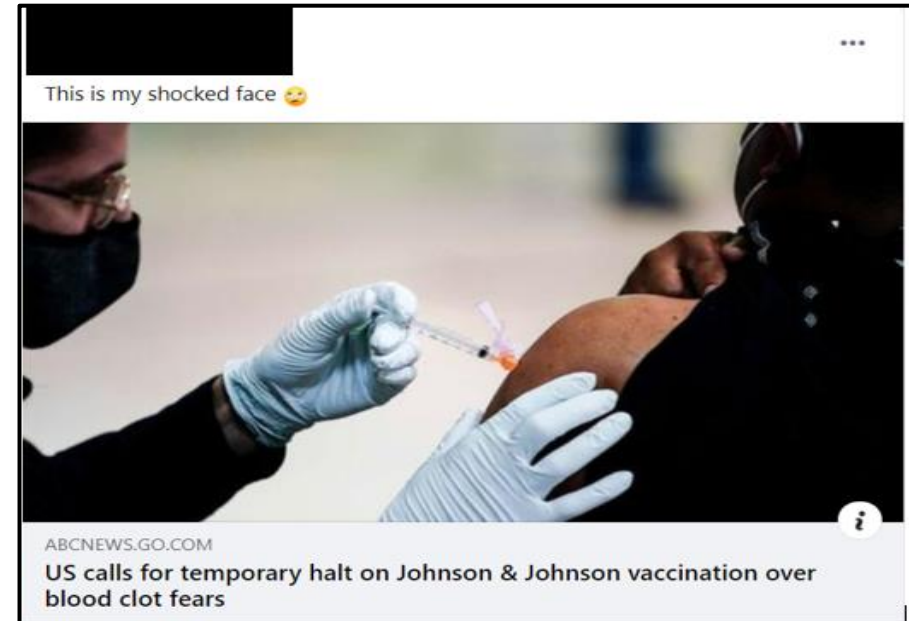 This is my shocked face 🙄
ABCNEWS.GO.COM
US calls for temporary halt on Johnson & Johnson vaccination over
blood clot fears